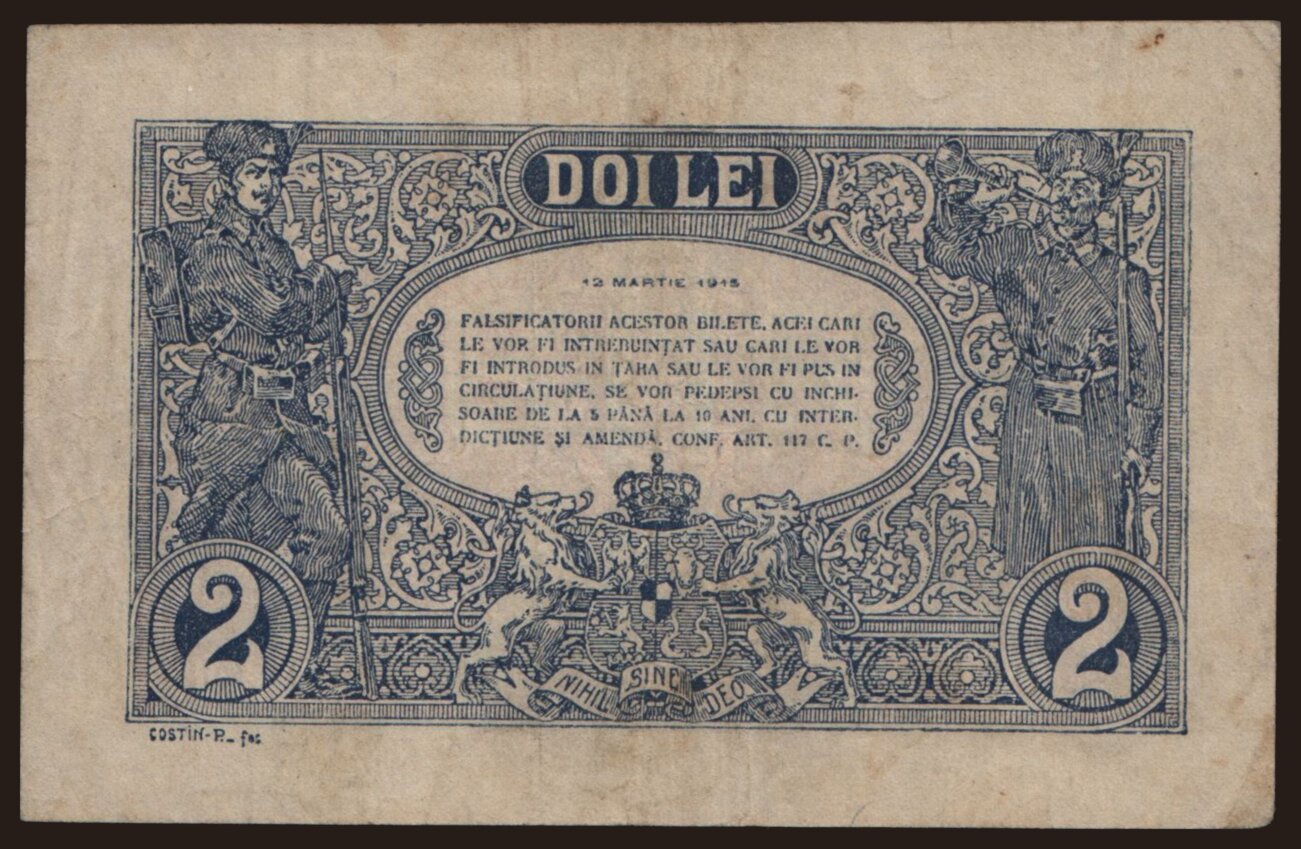 DOI LEI
12 MARTIE 1915
FALSIFICATORII ACESTOR BILETE, ACEI CARI
LE VOR FI INTREBUINȚAT SAU CARI LE VOR
FI INTRODUS IN ȚARA SAU LE VOR FI PUS IN
CIRCULAȚIUNE, SE VOR PEDEPSI CU INCHI-
SOARE DE LA 5 PÂNĂ LA 10 ANI, CU INTER-
DICȚIUNE ȘI AMENDĂ, CONF. ART. 117 C. P.
2
2
NIHIL SINE DEO
COSTIN-P. fec